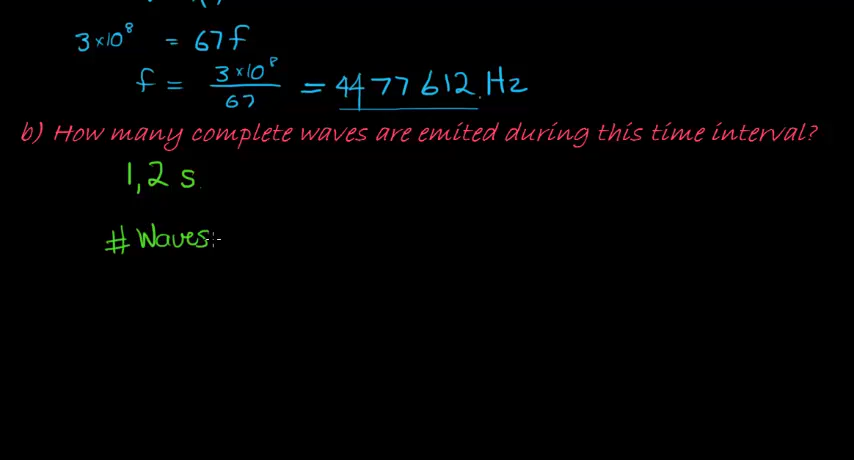 3×10⁸ = 67f
f = 3×10⁸ / 67 = 4477612.Hz
b) How many complete waves are emited during this time interval?
1,2 s.
# Waves